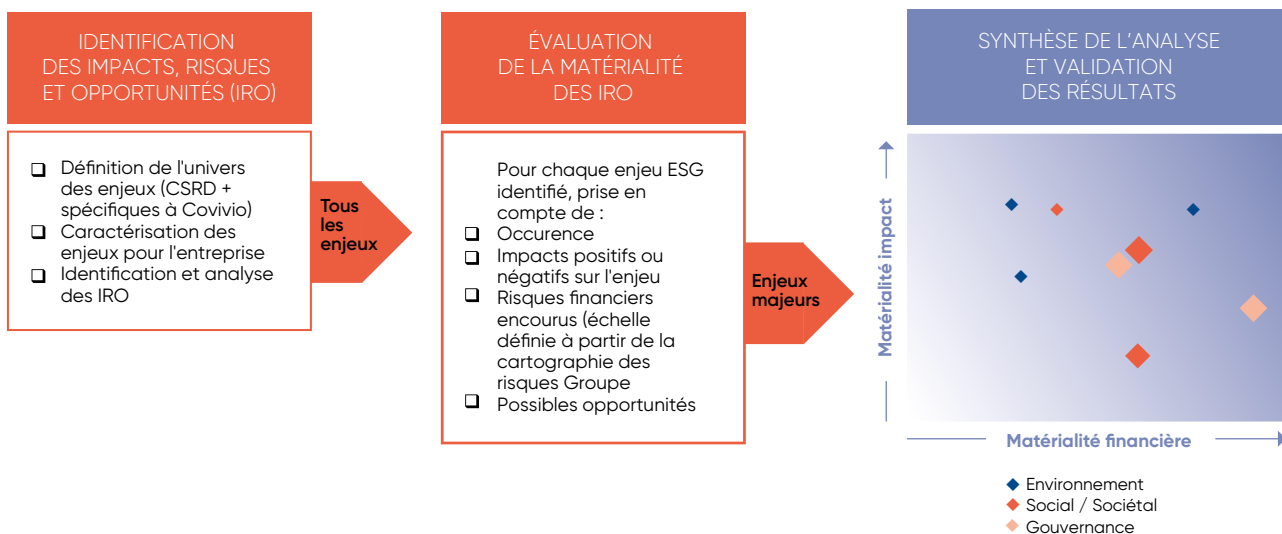 IDENTIFICATION
DES IMPACTS, RISQUES
ET OPPORTUNITÉS (IRO)
Définition de l'univers
des enjeux (CSRD +
spécifiques à Covivio)
Caractérisation des
enjeux pour l'entreprise
Identification et analyse
des IRO
Tous
les
enjeux
ÉVALUATION
DE LA MATÉRIALITÉ
DES IRO
Pour chaque enjeu ESG
identifié, prise en
compte de :
Occurence
Impacts positifs ou
négatifs sur l'enjeu
Risques financiers
encourus (échelle
définie à partir de la
cartographie des
risques Groupe
Possibles opportunités
Enjeux
majeurs
SYNTHÈSE DE L'ANALYSE
ET VALIDATION
DES RÉSULTATS
Matérialité impact
Matérialité financière
Environnement
Social / Sociétal
Gouvernance